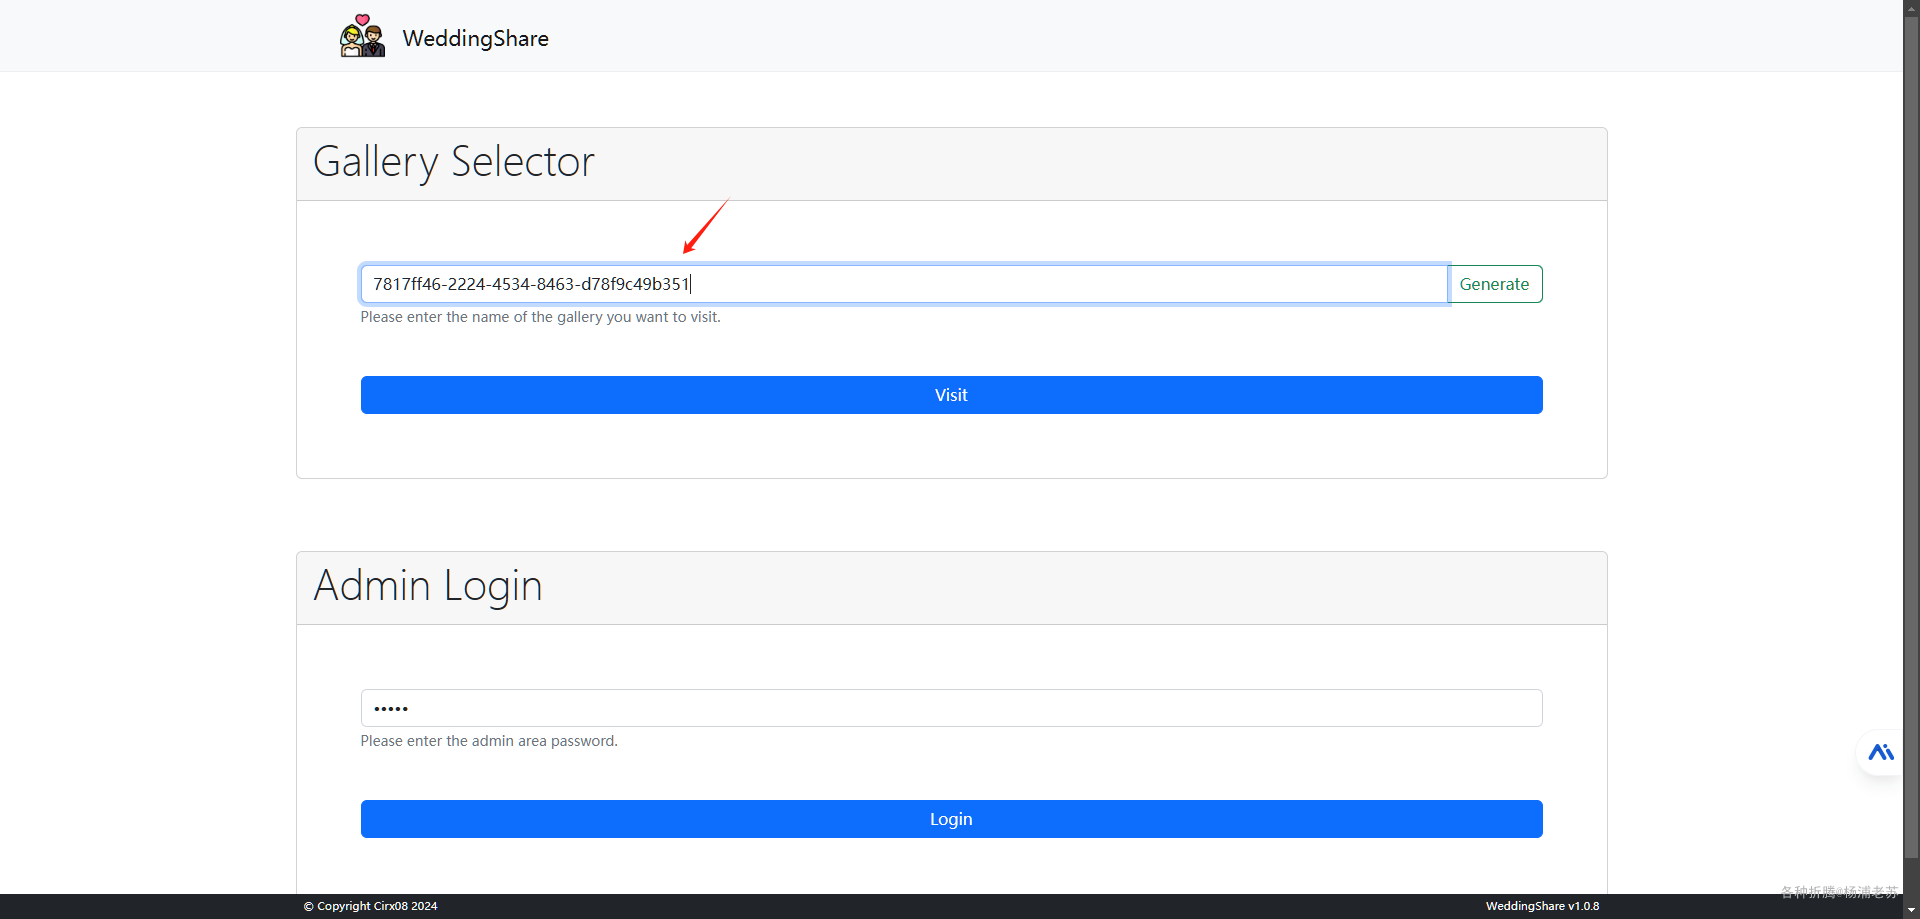 WeddingShare
Gallery Selector
7817ff46-2224-4534-8463-d78f9c49b351
Generate
Please enter the name of the gallery you want to visit.
Visit
Admin Login
•••••
Please enter the admin area password.
Login
各种折腾@杨浦老苏
© Copyright Cirx08 2024
WeddingShare v1.0.8